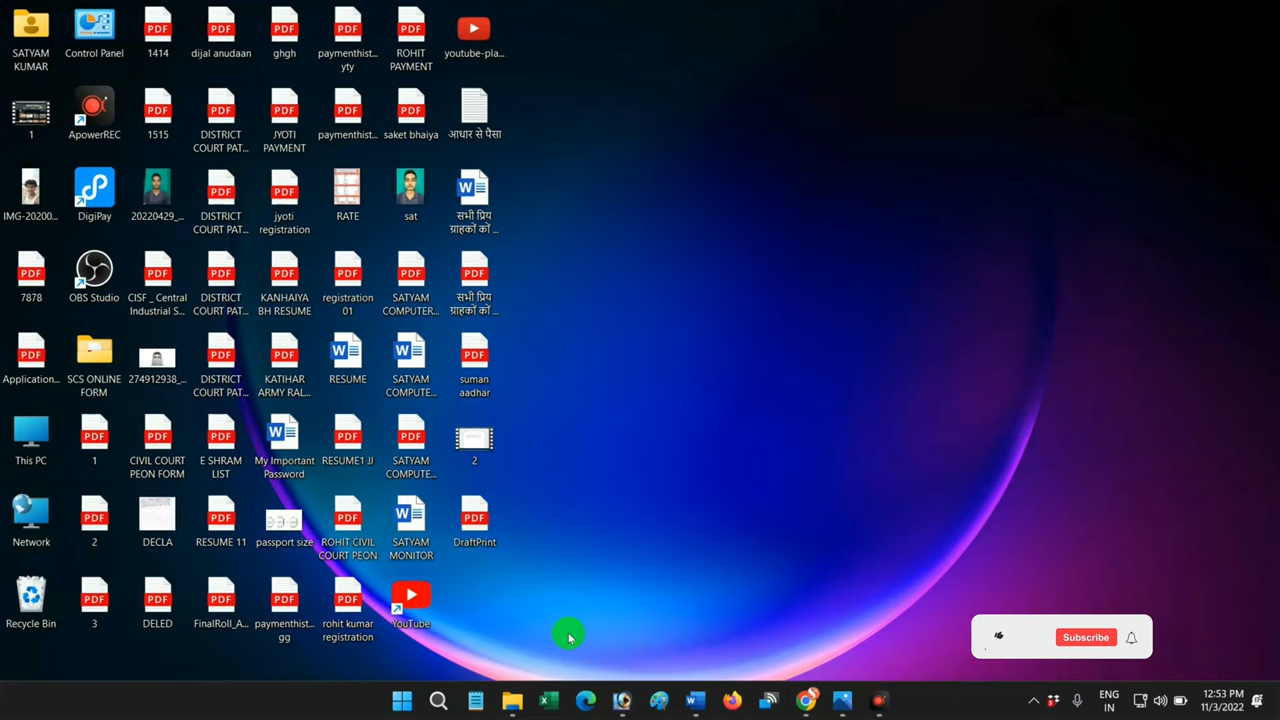 SATYAM
KUMAR
Control Panel
1414
dijal anudaan
ghgh
paymenthist...
yty
ROHIT
PAYMENT
youtube-pla...
1
ApowerREC
1515
DISTRICT
COURT PAT...
JYOTI
PAYMENT
paymenthist...
saket bhaiya
आधार से पैसा
IMG-20200...
DigiPay
20220429_...
DISTRICT
COURT PAT...
jyoti
registration
RATE
sat
सभी प्रिय
ग्राहकों कों ...
7878
OBS Studio
CISF _ Central
Industrial S...
DISTRICT
COURT PAT...
KANHAIYA
BH RESUME
registration
01
SATYAM
COMPUTER...
सभी प्रिय
ग्राहकों कों ...
Application...
SCS ONLINE
FORM
274912938_...
DISTRICT
COURT PAT...
KATIHAR
ARMY RAL...
RESUME
SATYAM
COMPUTE...
suman
aadhar
This PC
1
CIVIL COURT
PEON FORM
E SHRAM
LIST
My Important
Password
RESUME1 JJ
SATYAM
COMPUTE...
2
Network
2
DECLA
RESUME 11
passport size
ROHIT CIVIL
COURT PEON
SATYAM
MONITOR
DraftPrint
Recycle Bin
3
DELED
FinalRoll_A...
paymenthist...
gg
rohit kumar
registration
YouTube
Subscribe
ENG
IN
12:53 PM
11/3/2022